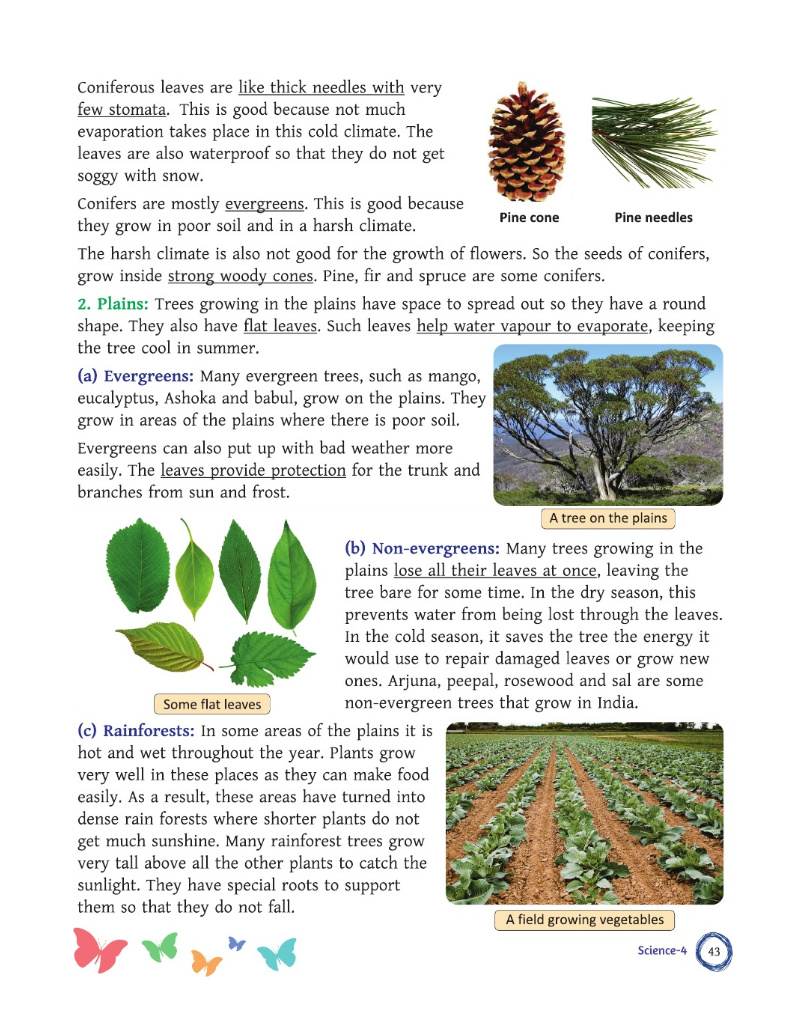 Coniferous leaves are like thick needles with very
few stomata. This is good because not much
evaporation takes place in this cold climate. The
leaves are also waterproof so that they do not get
soggy with snow.
Pine cone
Pine needles
Conifers are mostly evergreens. This is good because
they grow in poor soil and in a harsh climate.
The harsh climate is also not good for the growth of flowers. So the seeds of conifers,
grow inside strong woody cones. Pine, fir and spruce are some conifers.
2. Plains: Trees growing in the plains have space to spread out so they have a round
shape. They also have flat leaves. Such leaves help water vapour to evaporate, keeping
the tree cool in summer.
(a) Evergreens: Many evergreen trees, such as mango,
eucalyptus, Ashoka and babul, grow on the plains. They
grow in areas of the plains where there is poor soil.
Evergreens can also put up with bad weather more
easily. The leaves provide protection for the trunk and
branches from sun and frost.
A tree on the plains
Some flat leaves
(b) Non-evergreens: Many trees growing in the
plains lose all their leaves at once, leaving the
tree bare for some time. In the dry season, this
prevents water from being lost through the leaves.
In the cold season, it saves the tree the energy it
would use to repair damaged leaves or grow new
ones. Arjuna, peepal, rosewood and sal are some
non-evergreen trees that grow in India.
(c) Rainforests: In some areas of the plains it is
hot and wet throughout the year. Plants grow
very well in these places as they can make food
easily. As a result, these areas have turned into
dense rain forests where shorter plants do not
get much sunshine. Many rainforest trees grow
very tall above all the other plants to catch the
sunlight. They have special roots to support
them so that they do not fall.
A field growing vegetables
Science-4
43